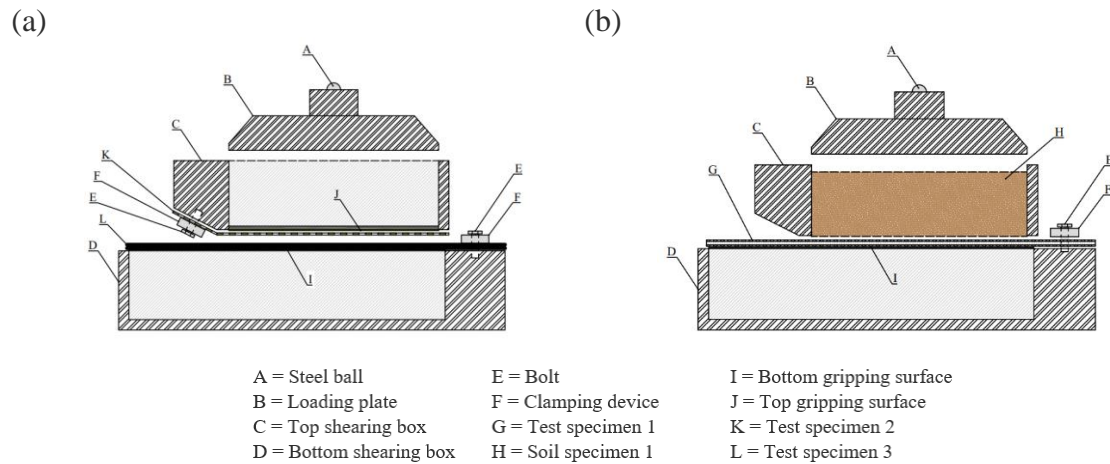 (a)
A
B
C
K
F
E
L
D
J
E
F
I
(b)
A
B
C
G
D
H
E
F
I
A = Steel ball
B = Loading plate
C = Top shearing box
D = Bottom shearing box
E = Bolt
F = Clamping device
G = Test specimen 1
H = Soil specimen 1
I = Bottom gripping surface
J = Top gripping surface
K = Test specimen 2
L = Test specimen 3